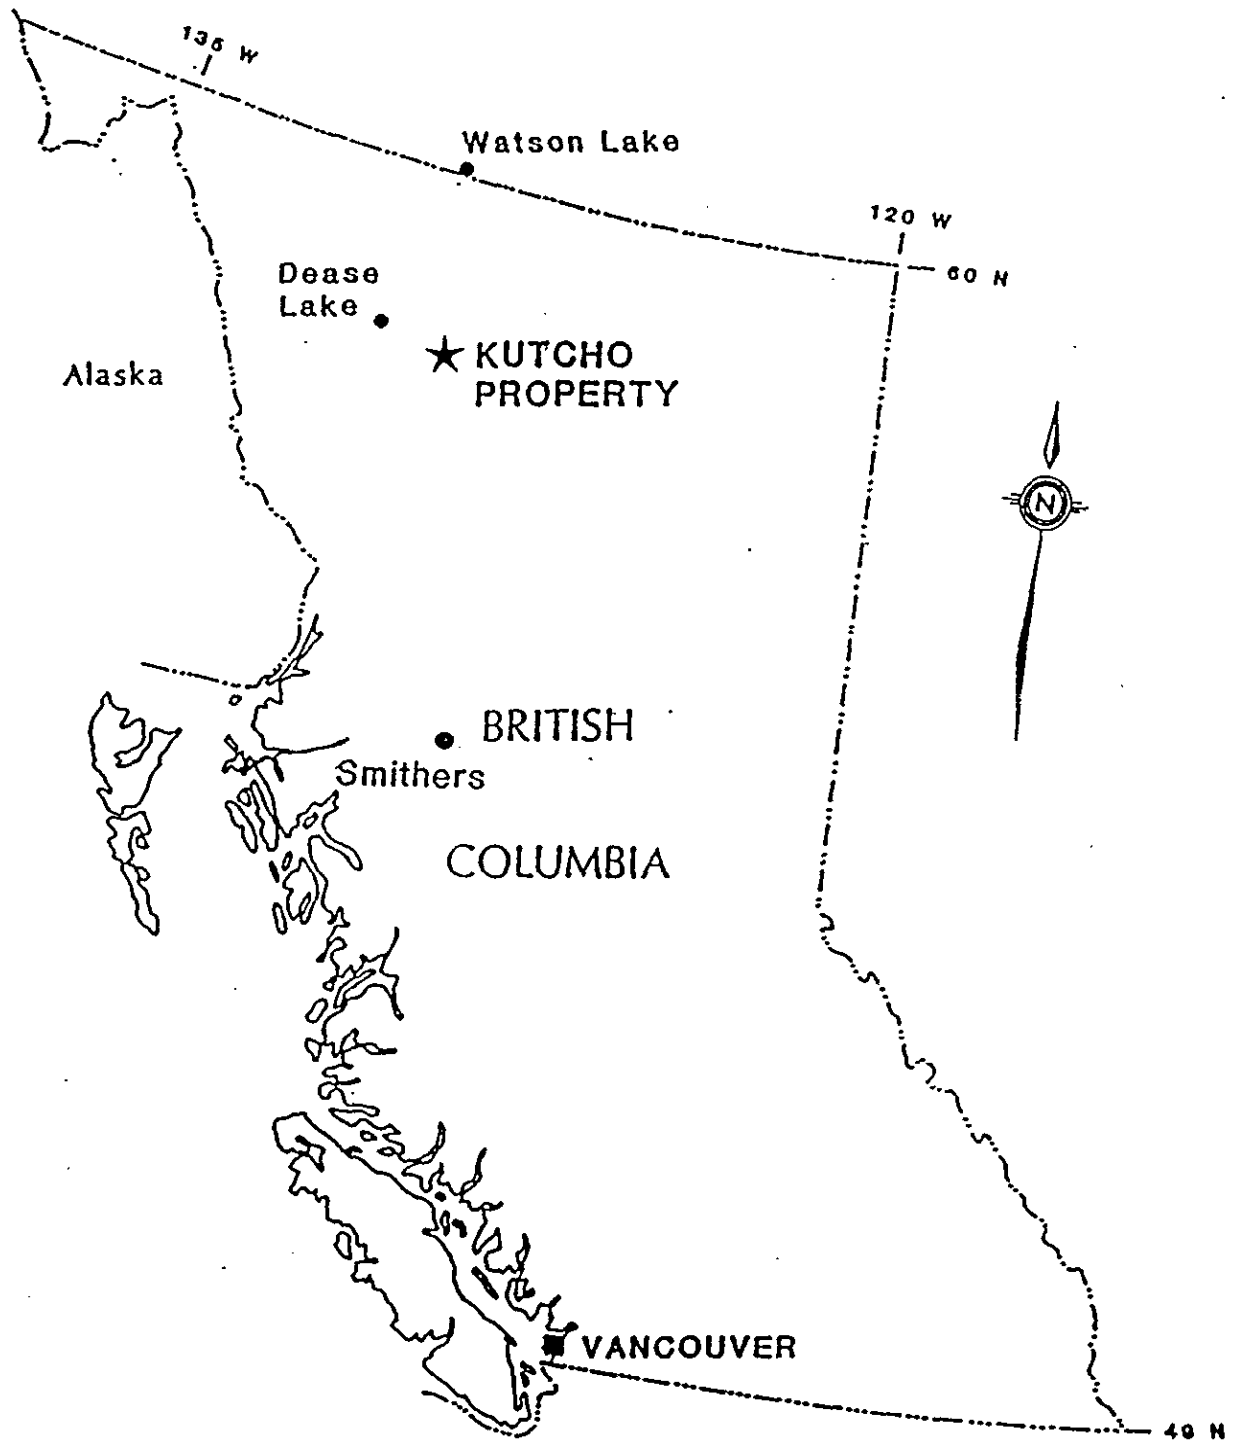 135 W
Watson Lake
120 W
60 N
Dease
Lake
KUTCHO
PROPERTY
Alaska
N
BRITISH
Smithers
COLUMBIA
VANCOUVER
49 N